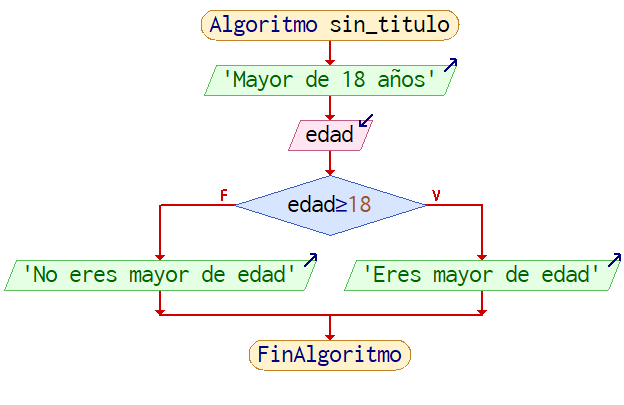 Algoritmo sin_titulo
'Mayor de 18 años'
edad
edad≥18
F
V
'No eres mayor de edad'
'Eres mayor de edad'
FinAlgoritmo